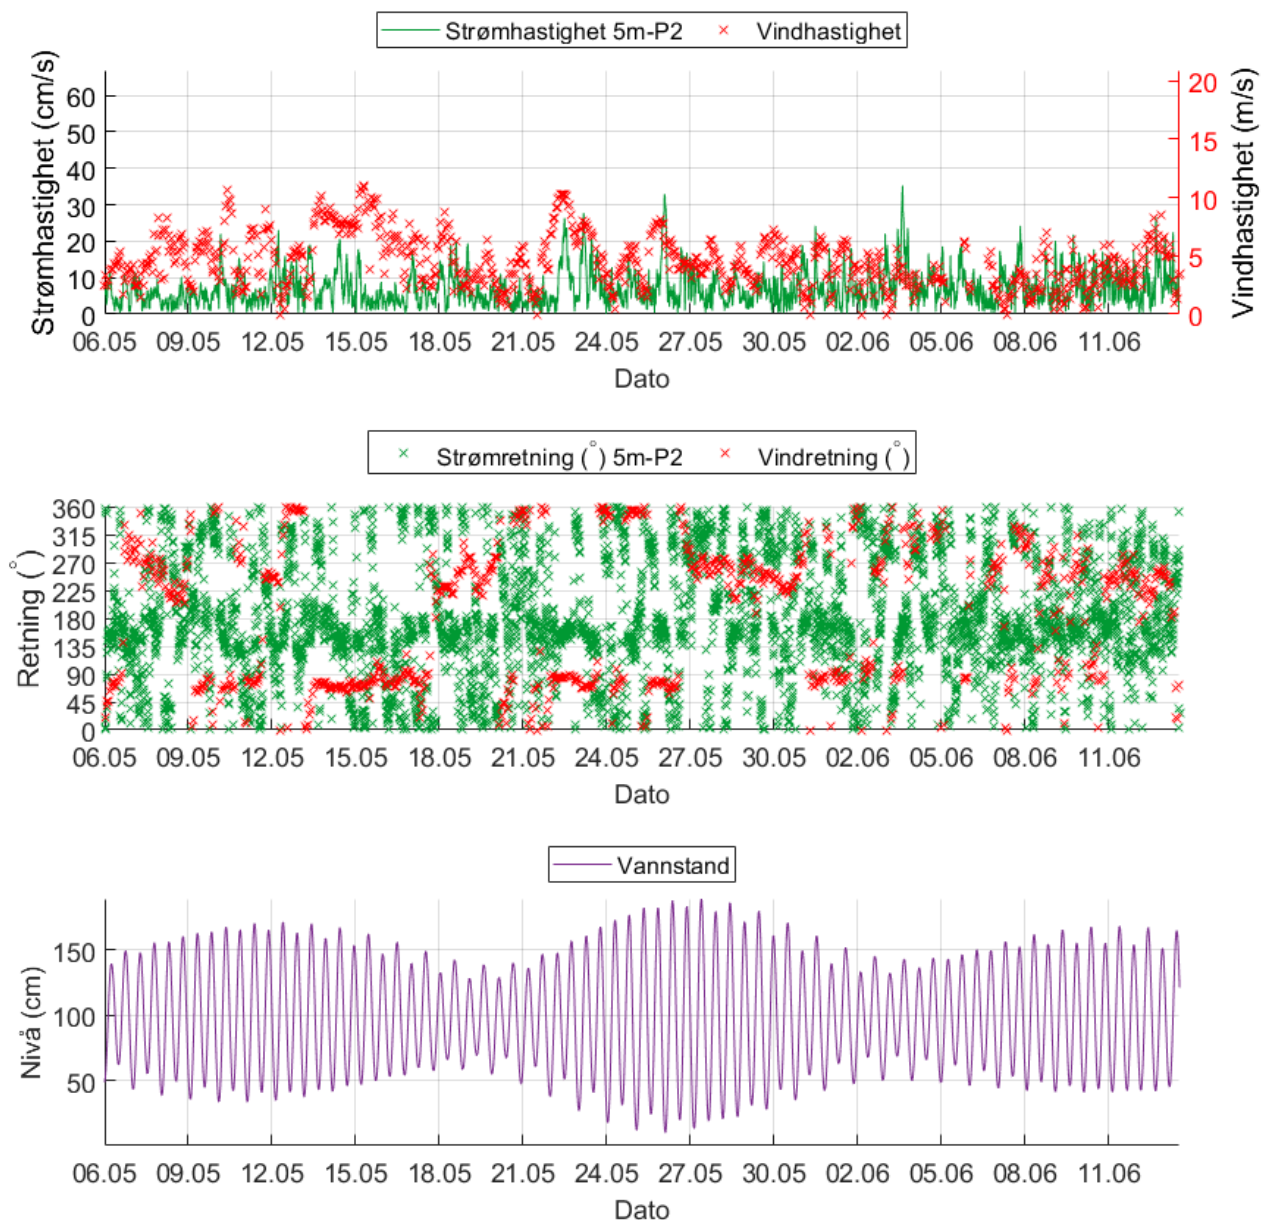 Strømhastighet 5m-P2 Vindhastighet
Strømhastighet (cm/s)
60
50
40
30
20
10
0
20
15
10
5
0
Vindhastighet (m/s)
06.05 09.05 12.05 15.05 18.05 21.05 24.05 27.05 30.05 02.06 05.06 08.06 11.06
Dato
Strømretning (°) 5m-P2 Vindretning (°)
Retning (°)
360
315
270
225
180
135
90
45
0
06.05 09.05 12.05 15.05 18.05 21.05 24.05 27.05 30.05 02.06 05.06 08.06 11.06
Dato
Vannstand
Nivå (cm)
150
100
50
06.05 09.05 12.05 15.05 18.05 21.05 24.05 27.05 30.05 02.06 05.06 08.06 11.06
Dato